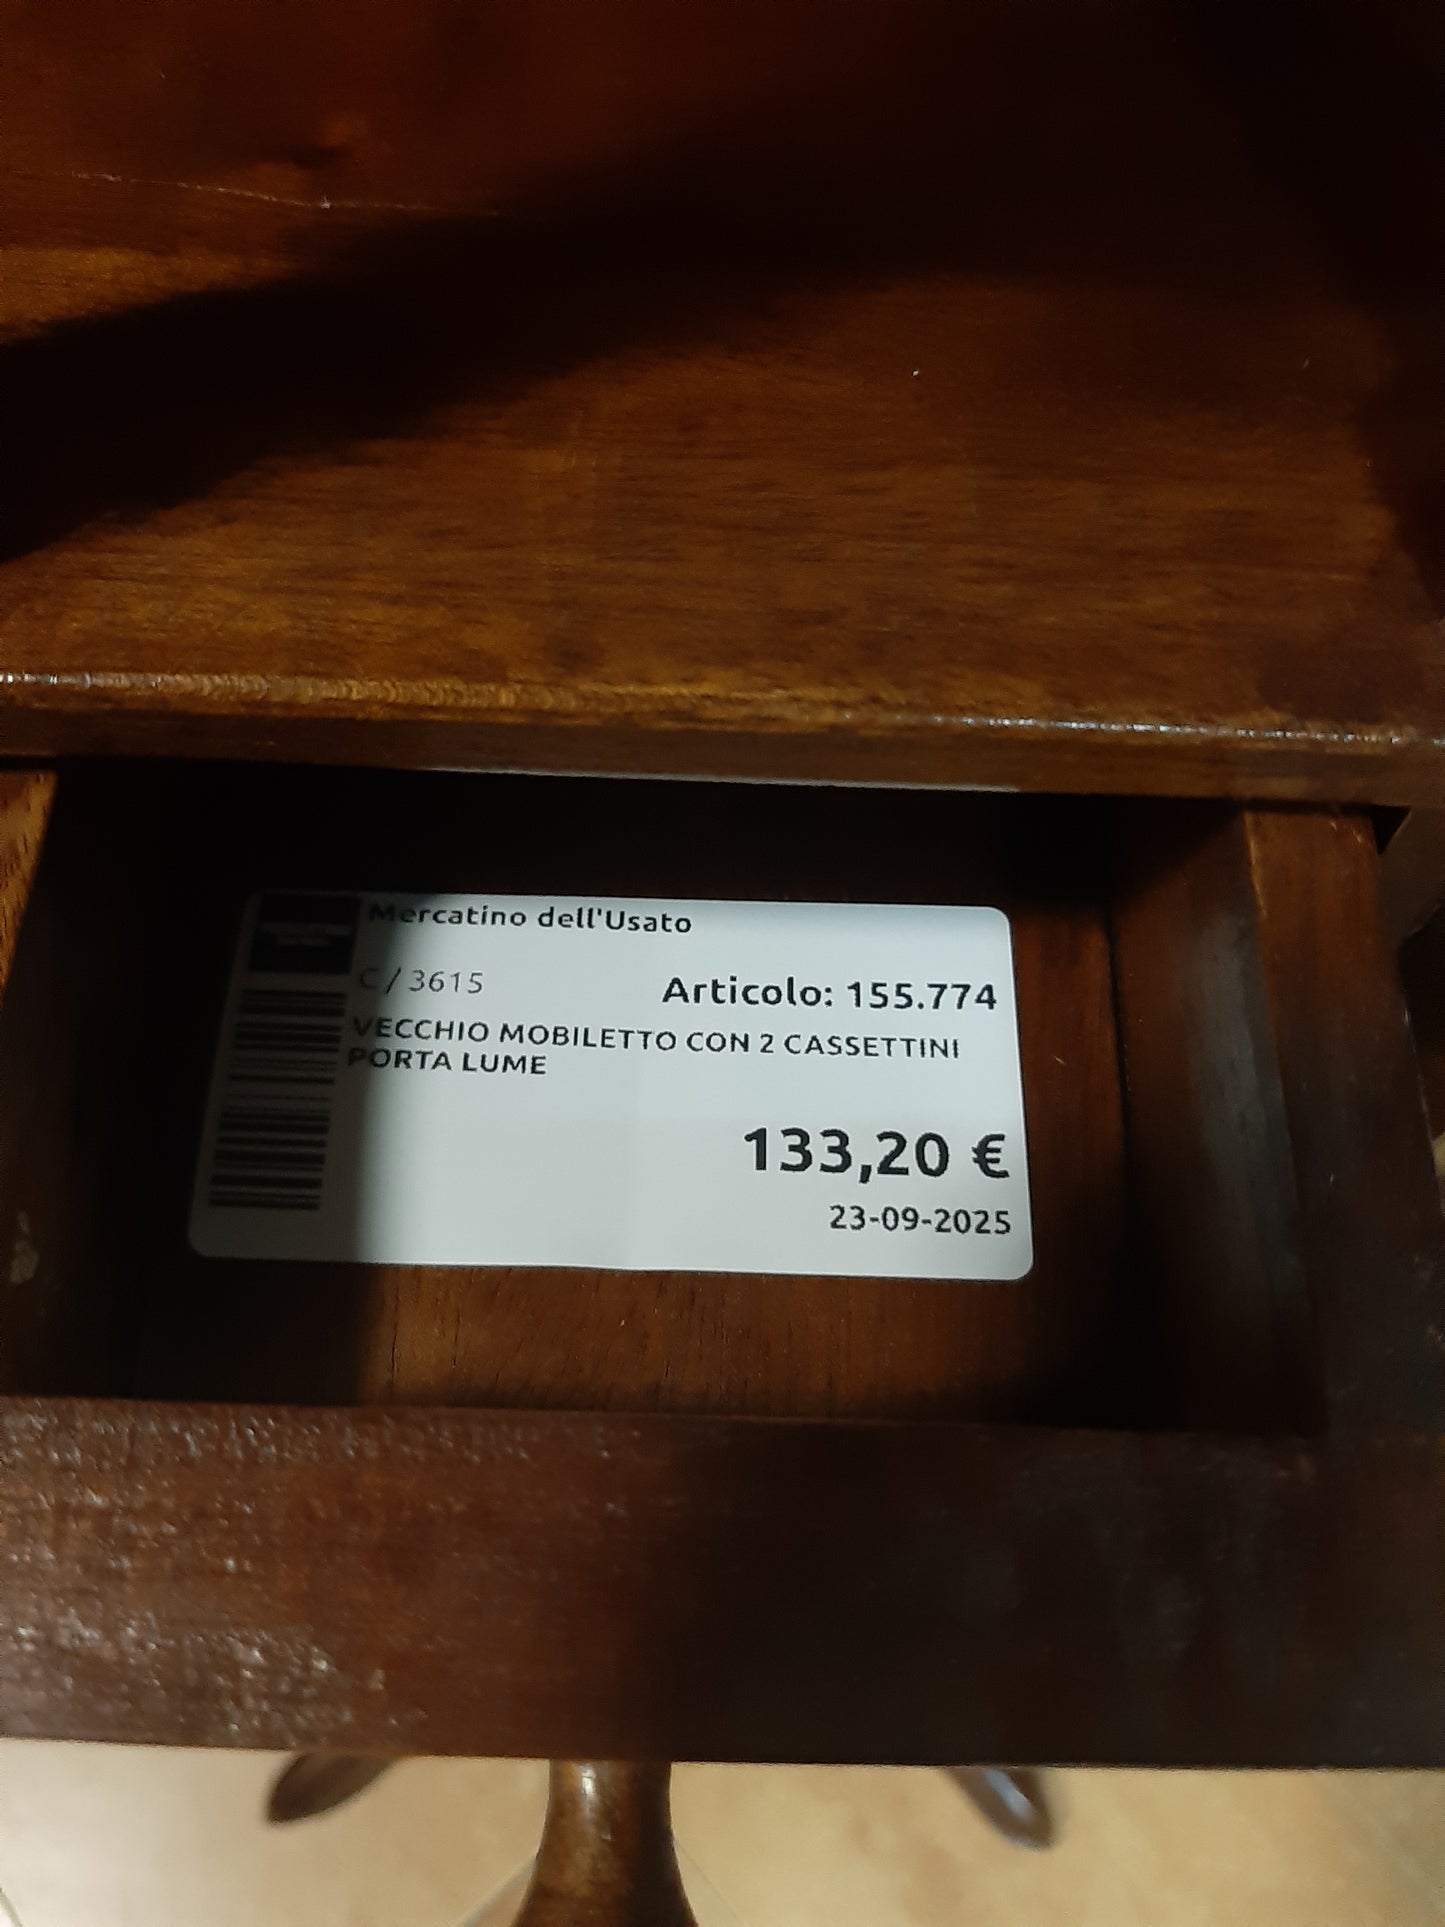 Mercatino dell'Usato
C / 3615
Articolo: 155.774
VECCHIO MOBILETTO CON 2 CASSETTINI
PORTA LUME
133,20 €
23-09-2025